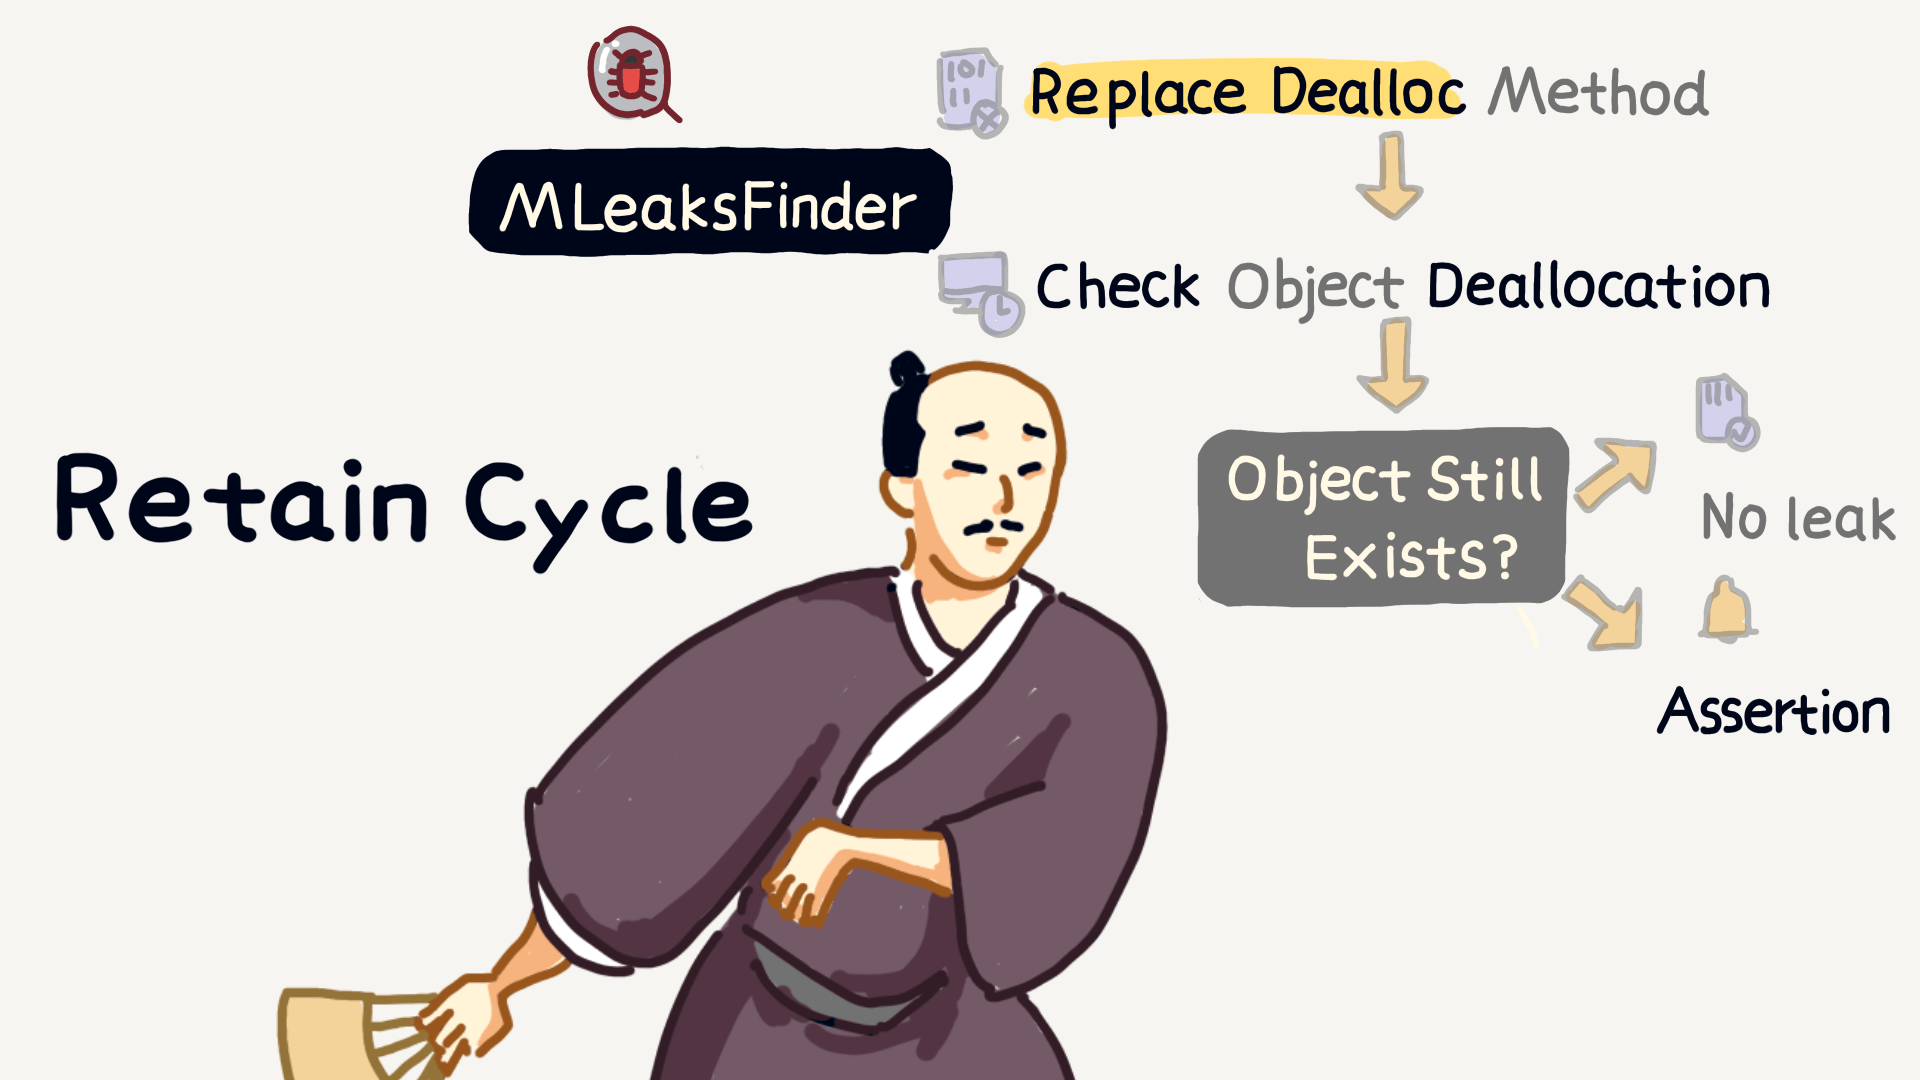 Replace Dealloc Method
MLeaksFinder
Check Object Deallocation
Retain Cycle
Object Still
Exists?
No leak
Assertion